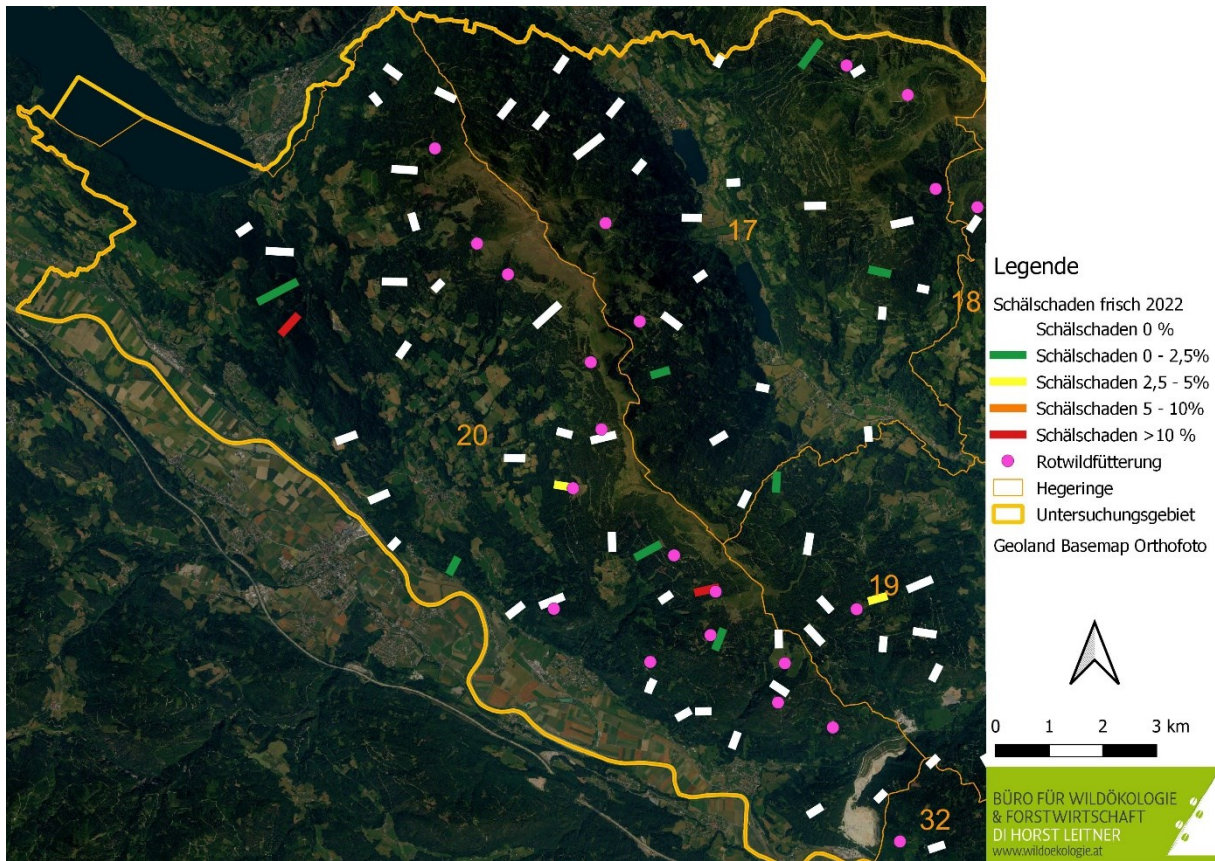 17
18
20
19
32
Legende
Schälschaden frisch 2022
Schälschaden 0 %
Schälschaden 0 - 2,5%
Schälschaden 2,5 - 5%
Schälschaden 5 - 10%
Schälschaden >10 %
Rotwildfütterung
Hegeringe
Untersuchungsgebiet
Geoland Basemap Orthofoto
0 1 2 3 km
BÜRO FÜR WILDÖKOLOGIE
& FORSTWIRTSCHAFT
DI HORST LEITNER
www.wildoekologie.at